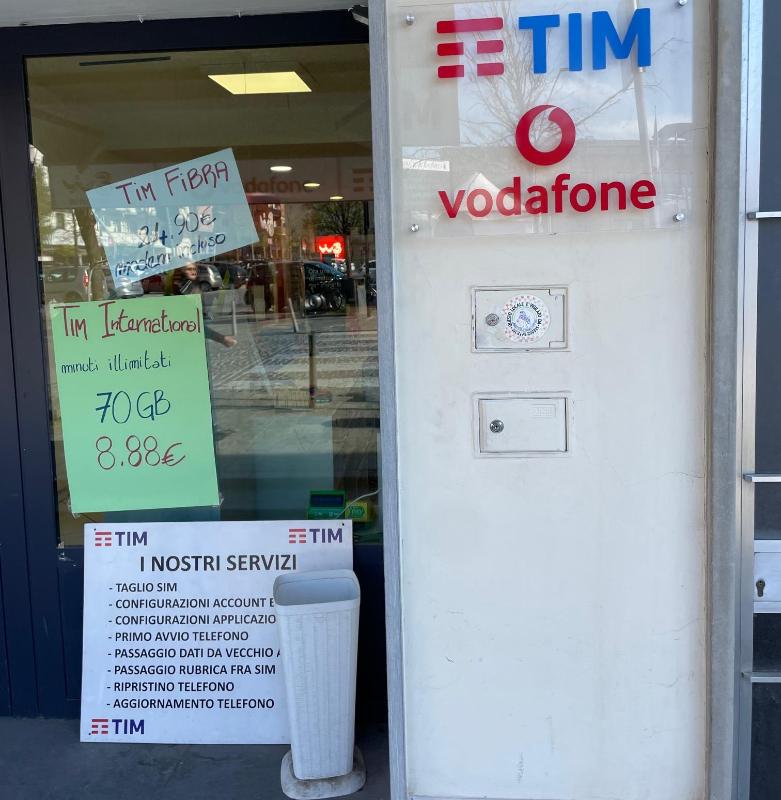 TIM
vodafone
TIM FIBRA
24.90€
modem incluso
TIM International
minuti illimitati
70GB
8.88€
TIM
TIM
I NOSTRI SERVIZI
- TAGLIO SIM
- CONFIGURAZIONI ACCOUNT E
- CONFIGURAZIONI APPLICAZIO
- PRIMO AVVIO TELEFONO
- PASSAGGIO DATI DA VECCHIO A
- PASSAGGIO RUBRICA FRA SIM
- RIPRISTINO TELEFONO
- AGGIORNAMENTO TELEFONO
TIM